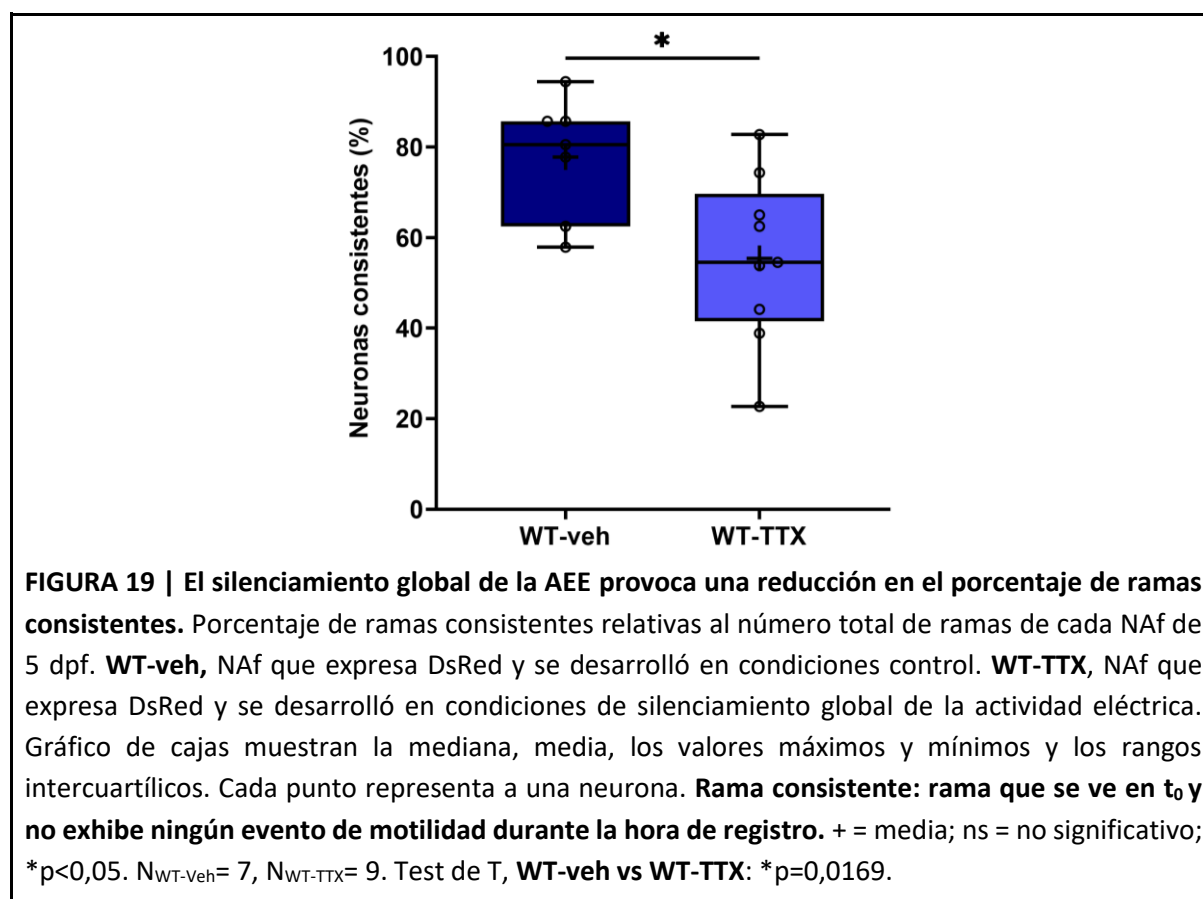 *
100
80
60
40
20
0
Neuronas consistentes (%)
WT-veh WT-TTX
FIGURA 19 | El silenciamiento global de la AEE provoca una reducción en el porcentaje de ramas
consistentes. Porcentaje de ramas consistentes relativas al número total de ramas de cada NAf de
5 dpf. WT-veh, NAf que expresa DsRed y se desarrolló en condiciones control. WT-TTX, NAf que
expresa DsRed y se desarrolló en condiciones de silenciamiento global de la actividad eléctrica.
Gráfico de cajas muestran la mediana, media, los valores máximos y mínimos y los rangos
intercuartílicos. Cada punto representa a una neurona. Rama consistente: rama que se ve en t₀ y
no exhibe ningún evento de motilidad durante la hora de registro. + = media; ns = no significativo;
*p<0,05. NWT-Veh= 7, NWT-TTX= 9. Test de T, WT-veh vs WT-TTX: *p=0,0169.